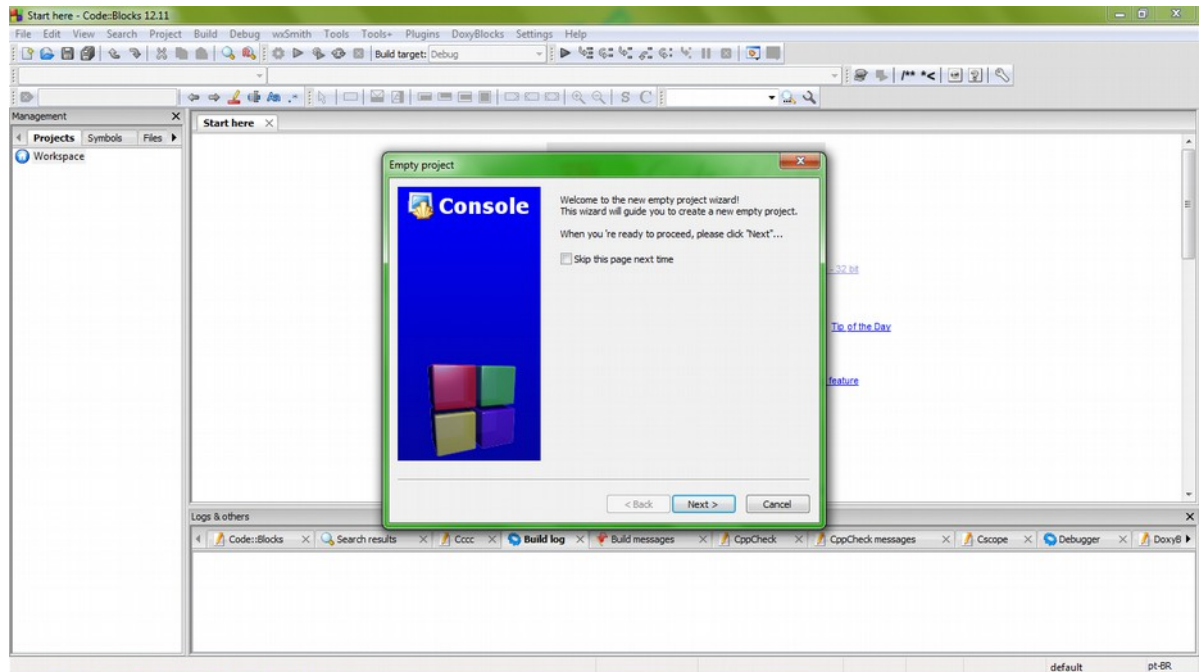 Start here - Code::Blocks 12.11
File Edit View Search Project Build Debug wxSmith Tools Tools+ Plugins DoxyBlocks Settings Help
Build target: Debug
/** *<
S C
Management
Start here
Projects Symbols Files
Workspace
Empty project
Console
Welcome to the new empty project wizard!
This wizard will guide you to create a new empty project.
When you 're ready to proceed, please click "Next"...
Skip this page next time
- 32 bit
Tip of the Day
feature
< Back Next > Cancel
Logs & others
Code::Blocks Search results Cccc Build log Build messages CppCheck CppCheck messages Cscope Debugger DoxyB
default pt-BR